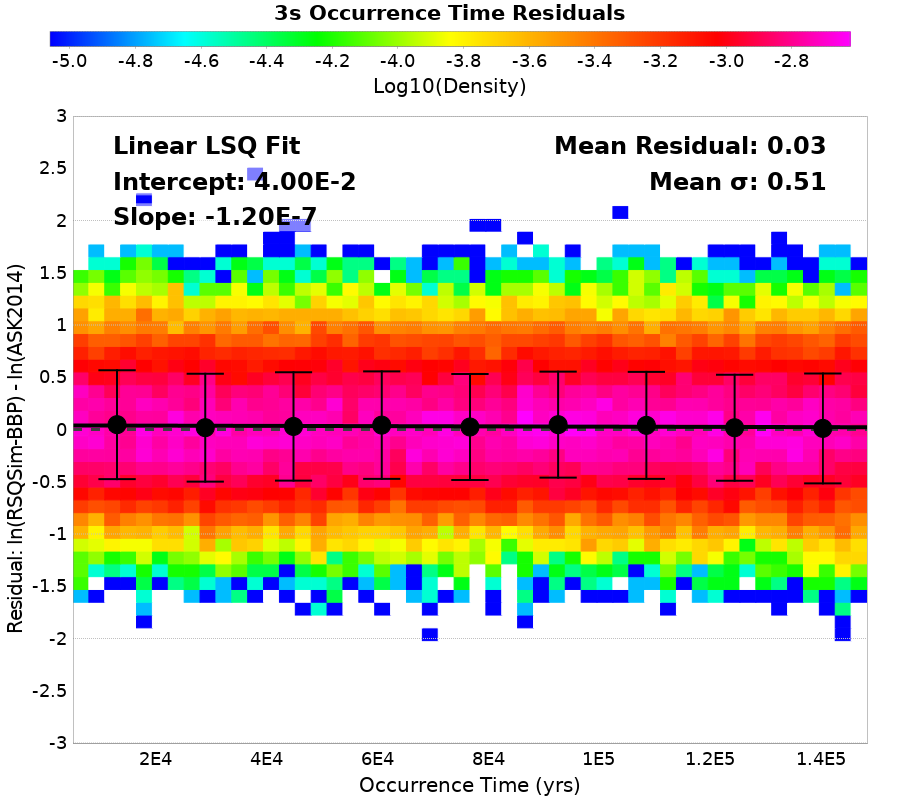 3s Occurrence Time Residuals
-5.0 -4.8 -4.6 -4.4 -4.2 -4.0 -3.8 -3.6 -3.4 -3.2 -3.0 -2.8
Log10(Density)
Linear LSQ Fit
Intercept: 4.00E-2
Slope: -1.20E-7
Mean Residual: 0.03
Mean σ: 0.51
Residual: ln(RSQSim-BBP) - ln(ASK2014)
3
2.5
2
1.5
1
0.5
0
-0.5
-1
-1.5
-2
-2.5
-3
2E4 4E4 6E4 8E4 1E5 1.2E5 1.4E5
Occurrence Time (yrs)